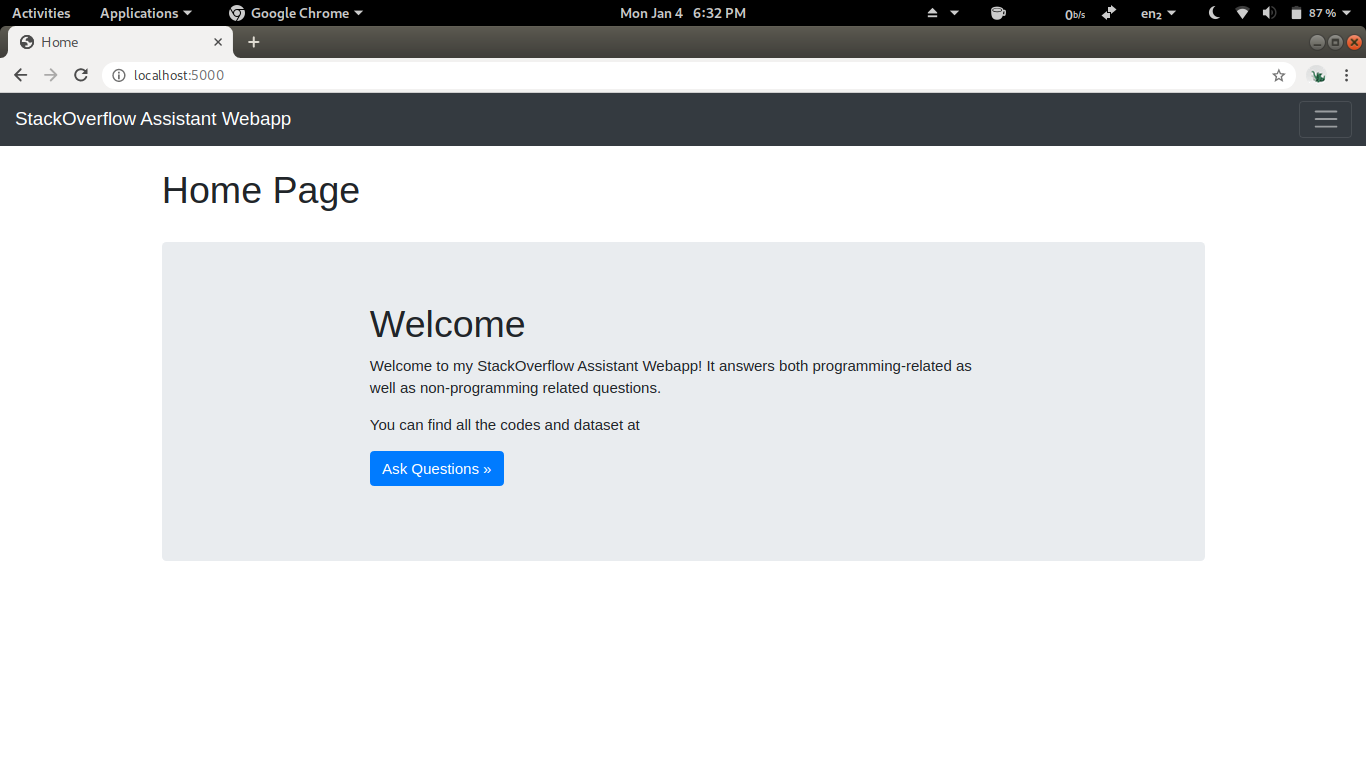 Activities Applications Google Chrome Mon Jan 4 6:32 PM 0b/s en₂ 87 %
Home
localhost:5000
StackOverflow Assistant Webapp
Home Page
Welcome
Welcome to my StackOverflow Assistant Webapp! It answers both programming-related as
well as non-programming related questions.
You can find all the codes and dataset at
Ask Questions »